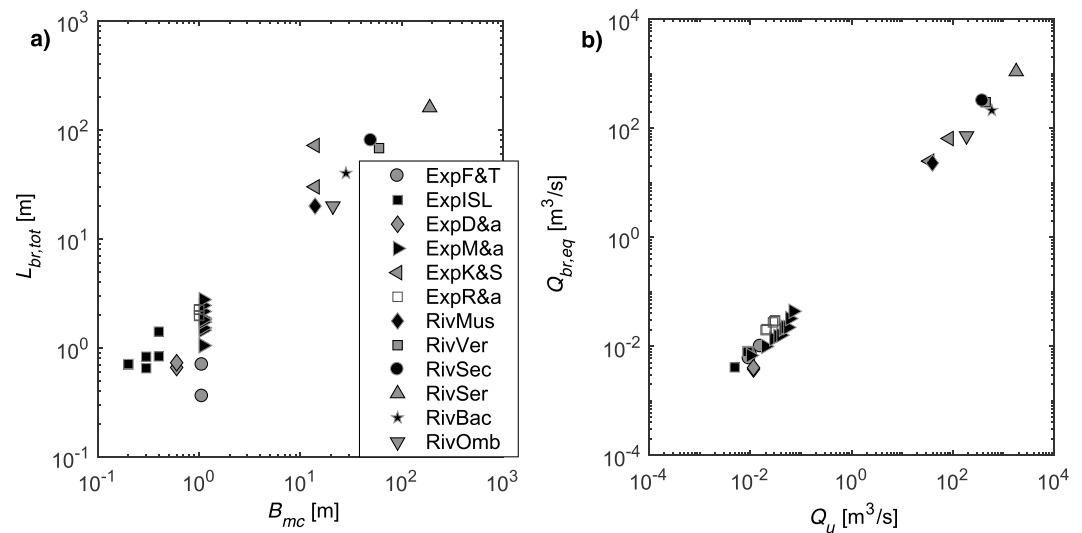 a)
10³
10²
10¹
10⁰
10⁻¹
L_br,tot [m]
10⁻¹ 10⁰ 10¹ 10² 10³
B_mc [m]
ExpF&T
ExpISL
ExpD&a
ExpM&a
ExpK&S
ExpR&a
RivMus
RivVer
RivSec
RivSer
RivBac
RivOmb
b)
10⁴
10²
10⁰
10⁻²
10⁻⁴
Q_br,eq [m³/s]
10⁻⁴ 10⁻² 10⁰ 10² 10⁴
Q_u [m³/s]